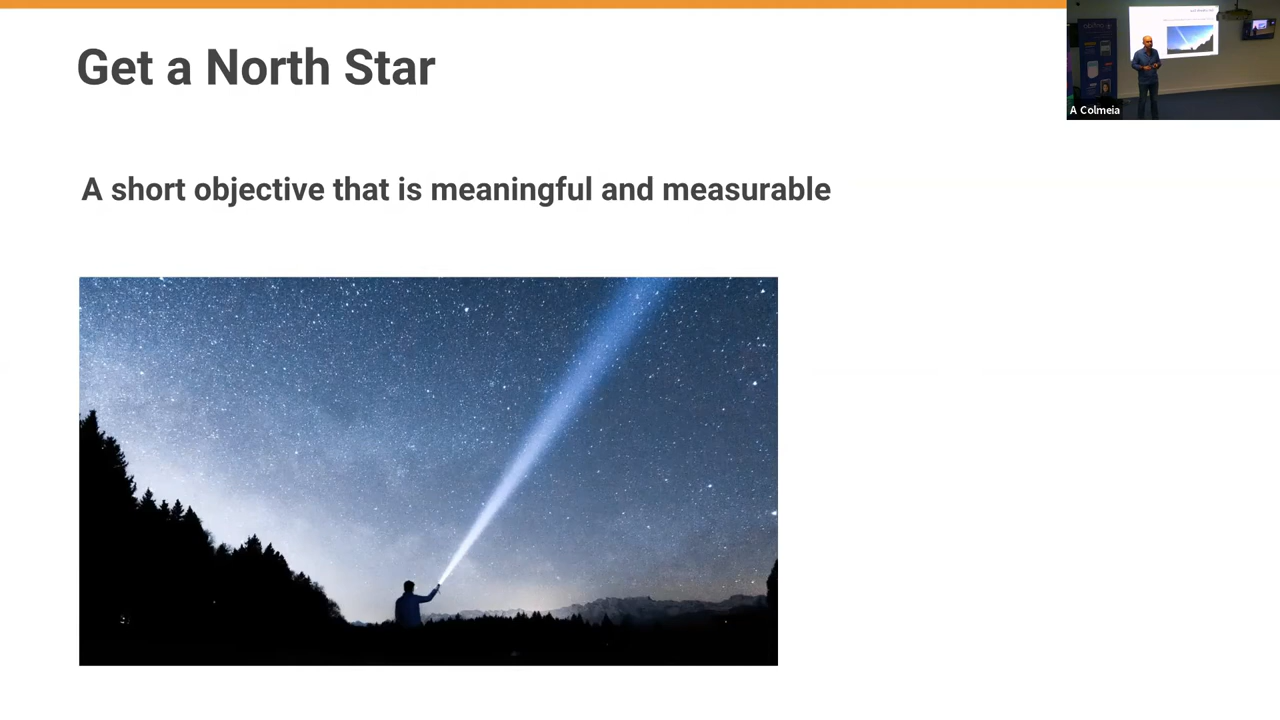 Get a North Star
A short objective that is meaningful and measurable
A Colmeia